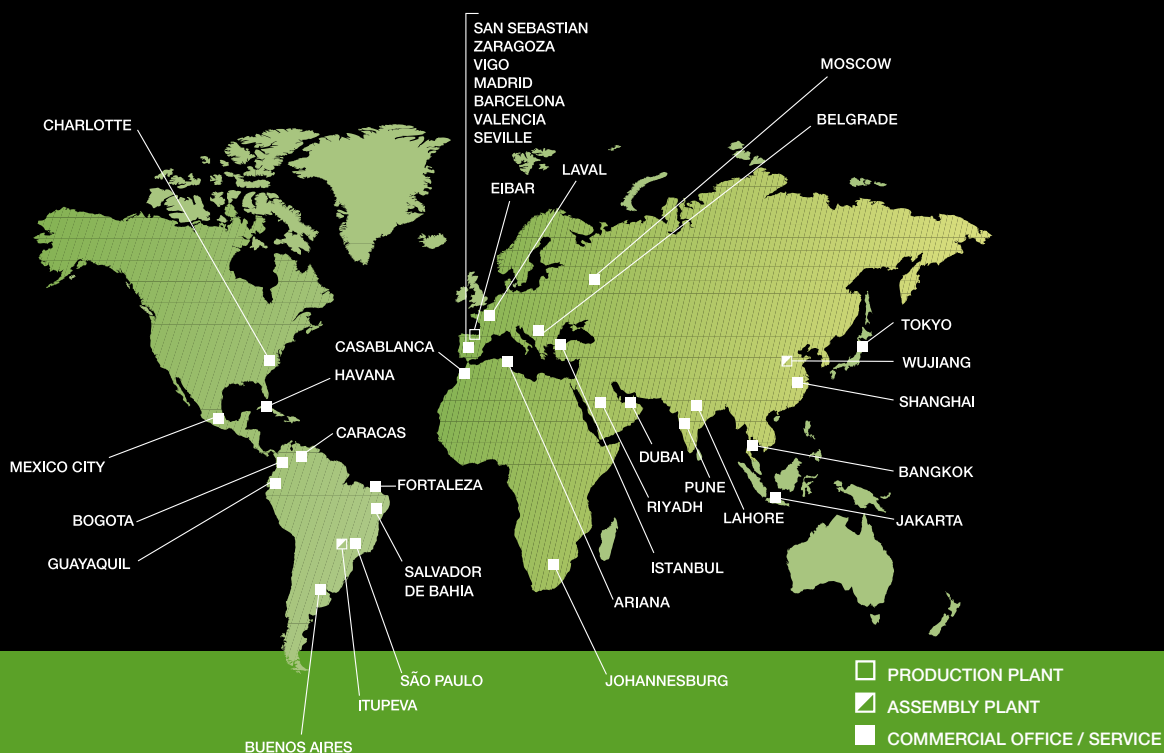 SAN SEBASTIAN
ZARAGOZA
VIGO
MADRID
BARCELONA
VALENCIA
SEVILLE
MOSCOW
CHARLOTTE
BELGRADE
LAVAL
EIBAR
TOKYO
CASABLANCA
WUJIANG
HAVANA
SHANGHAI
CARACAS
DUBAI
MEXICO CITY
BANGKOK
FORTALEZA
PUNE
RIYADH
BOGOTA
LAHORE
JAKARTA
GUAYAQUIL
SALVADOR
DE BAHIA
ISTANBUL
ARIANA
SÃO PAULO
JOHANNESBURG
PRODUCTION PLANT
ITUPEVA
ASSEMBLY PLANT
BUENOS AIRES
COMMERCIAL OFFICE / SERVICE